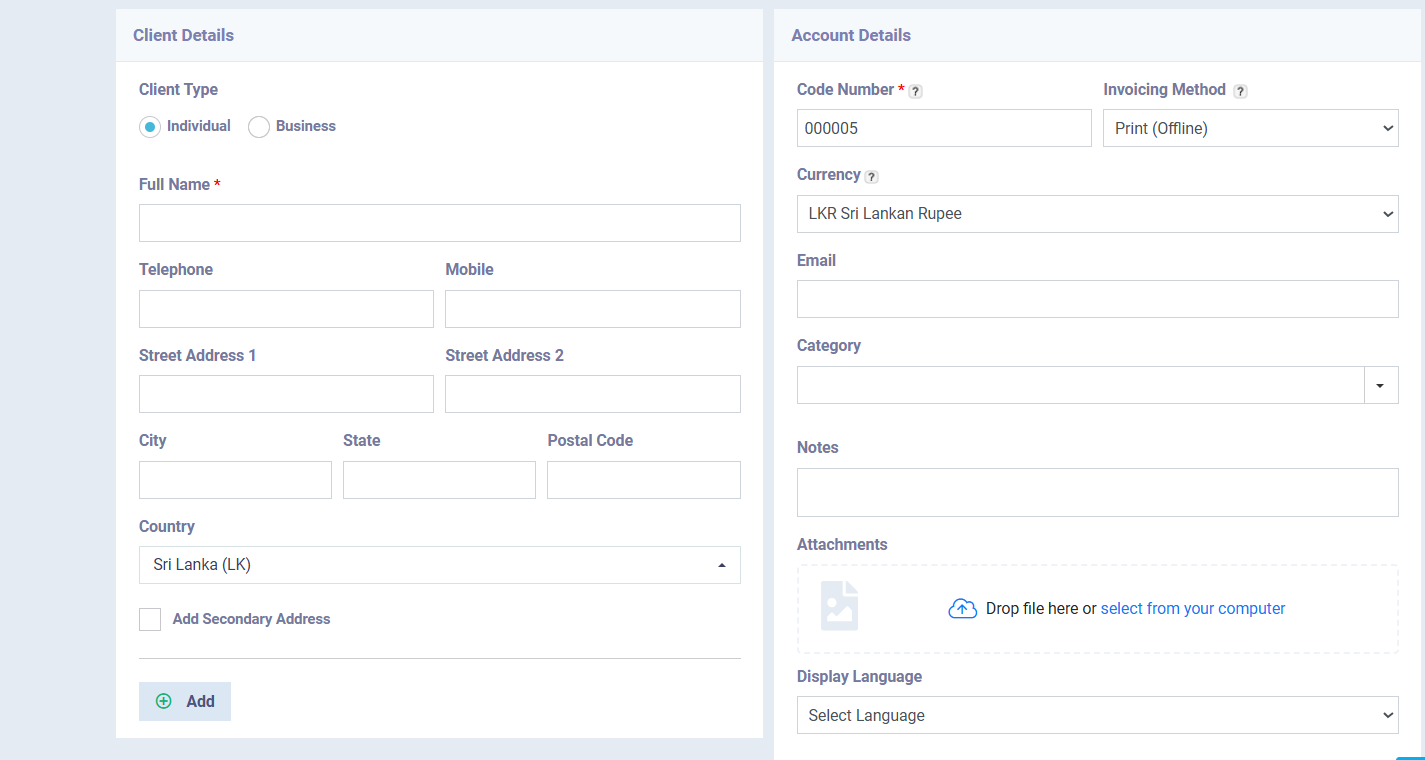 Client Details
Client Type
Individual Business
Full Name *
Telephone Mobile
Street Address 1 Street Address 2
City State Postal Code
Country
Sri Lanka (LK)
Add Secondary Address
Add
Account Details
Code Number * ? Invoicing Method ?
000005 Print (Offline)
Currency ?
LKR Sri Lankan Rupee
Email
Category
Notes
Attachments
Drop file here or select from your computer
Display Language
Select Language